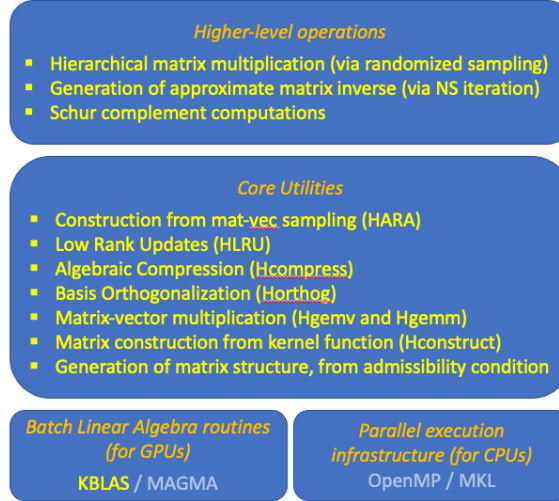 Higher-level operations
▪ Hierarchical matrix multiplication (via randomized sampling)
▪ Generation of approximate matrix inverse (via NS iteration)
▪ Schur complement computations
Core Utilities
▪ Construction from mat-vec sampling (HARA)
▪ Low Rank Updates (HLRU)
▪ Algebraic Compression (Hcompress)
▪ Basis Orthogonalization (Horthog)
▪ Matrix-vector multiplication (Hgemv and Hgemm)
▪ Matrix construction from kernel function (Hconstruct)
▪ Generation of matrix structure, from admissibility condition
Batch Linear Algebra routines
(for GPUs)
KBLAS / MAGMA
Parallel execution
infrastructure (for CPUs)
OpenMP / MKL